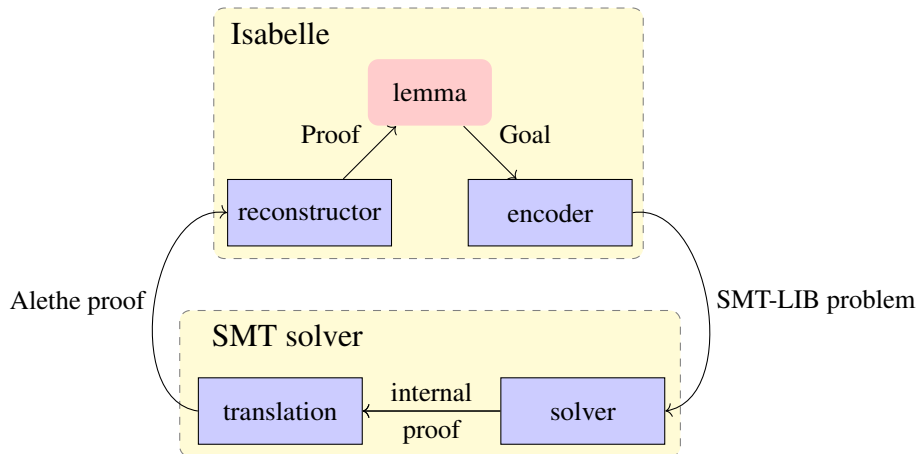 Isabelle
lemma
Proof
Goal
reconstructor
encoder
Alethe proof
SMT-LIB problem
SMT solver
translation
internal
proof
solver